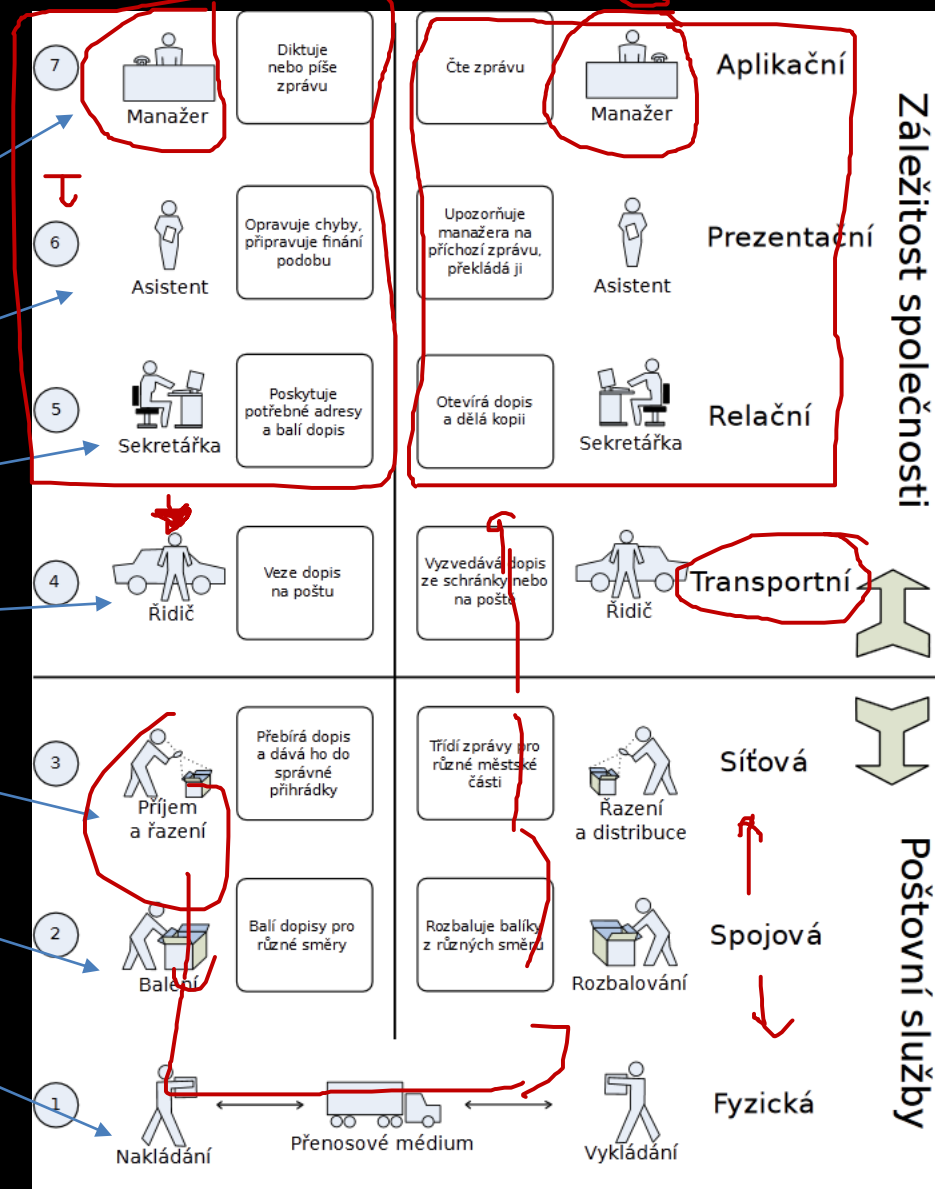 7
Manažer
Diktuje
nebo píše
zprávu
Čte zprávu
Manažer
Aplikační
6
Asistent
Opravuje chyby,
připravuje finání
podobu
Upozorňuje
manažera na
příchozí zprávu,
překládá ji
Asistent
Prezentační
5
Sekretářka
Poskytuje
potřebné adresy
a balí dopis
Otevírá dopis
a dělá kopii
Sekretářka
Relační
Záležitost společnosti
4
Řidič
Veze dopis
na poštu
Vyzvedává dopis
ze schránky nebo
na poště
Řidič
Transportní
3
Příjem
a řazení
Přebírá dopis
a dává ho do
správné
přihrádky
Třídí zprávy pro
různé městské
části
Řazení
a distribuce
Síťová
2
Balení
Balí dopisy pro
různé směry
Rozbaluje balíky
z různých směrů
Rozbalování
Spojová
1
Nakládání
Přenosové médium
Vykládání
Fyzická
Poštovní služby